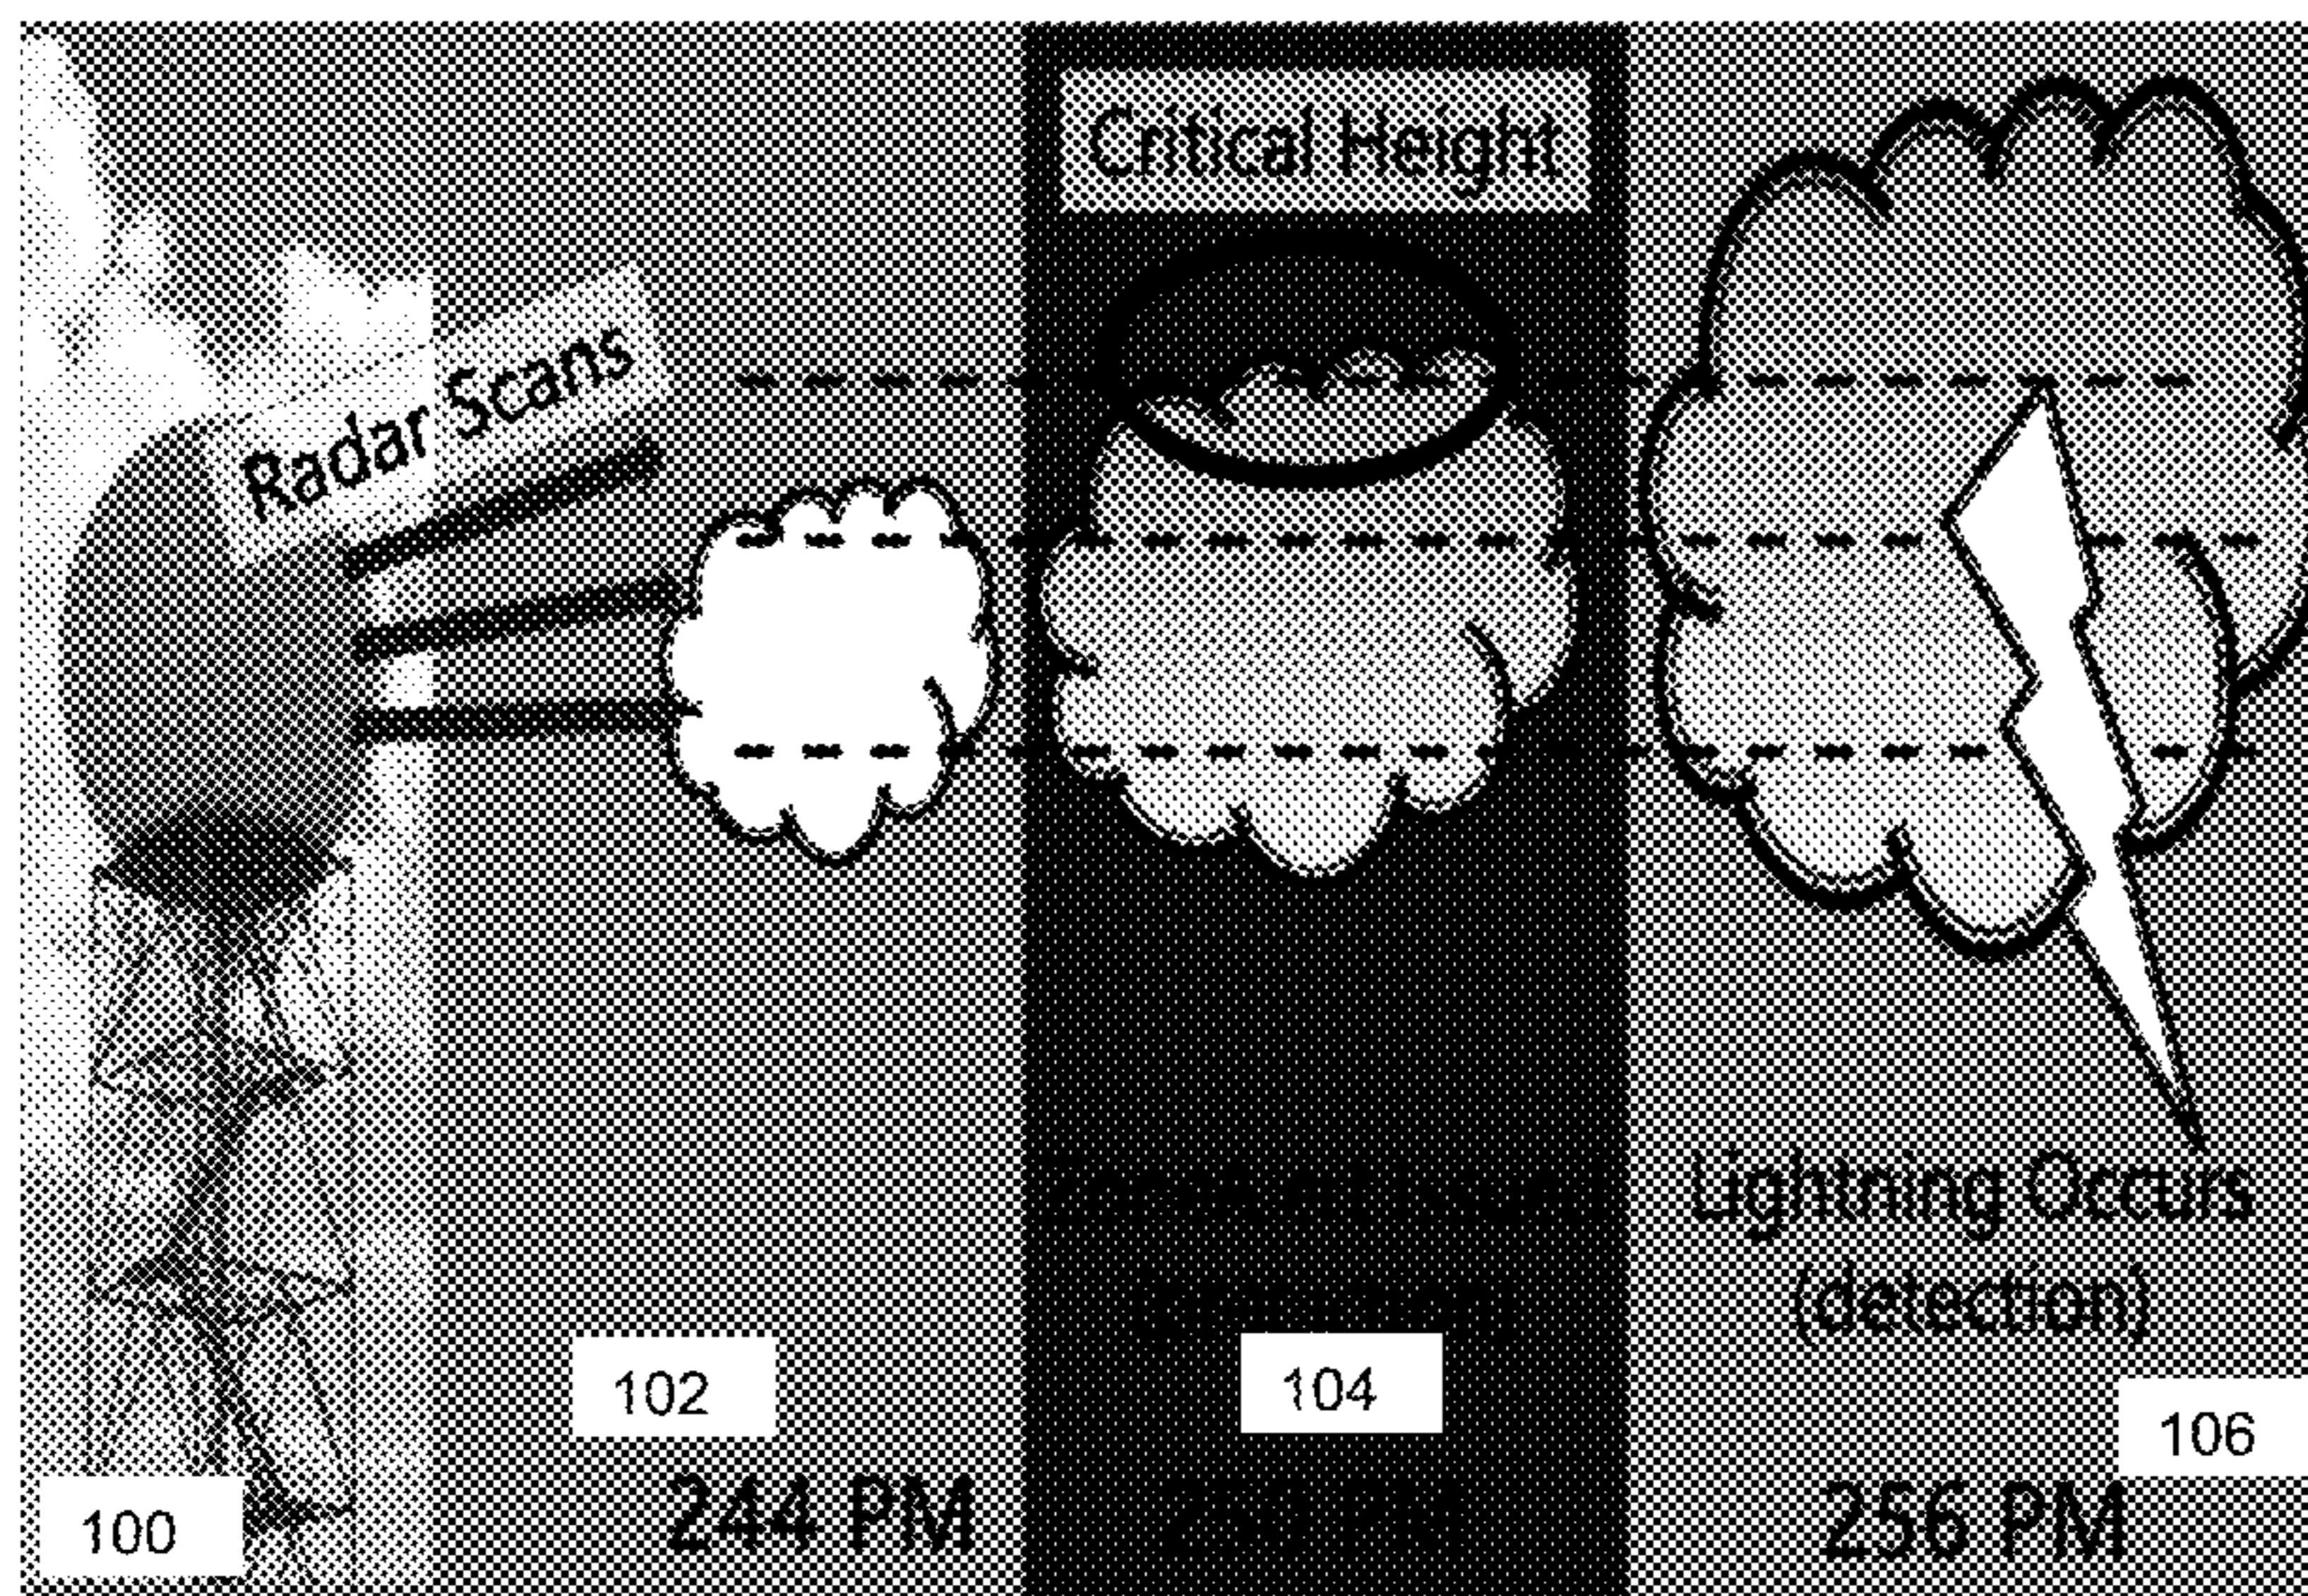 Critical Height
Radar Scans
Lightning Occurs
(detection)
102
104
106
244 PM
256 PM
100